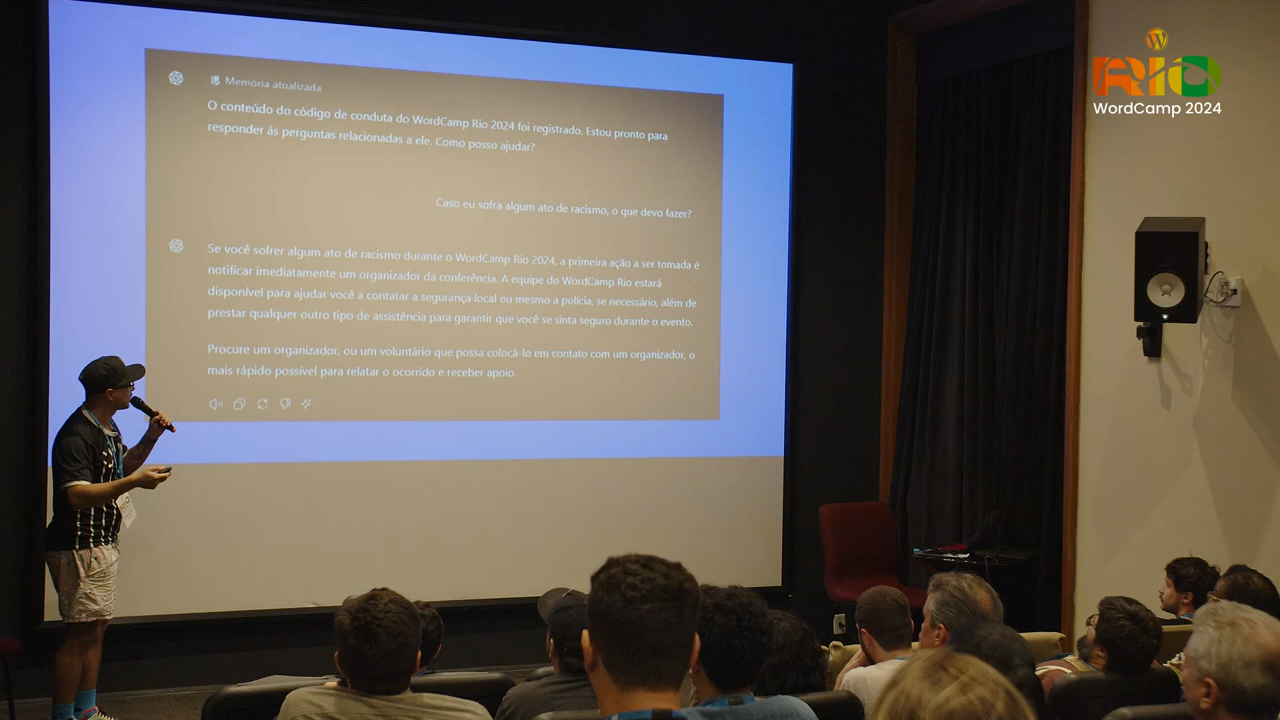 RIO
WordCamp 2024
Memória atualizada
O conteúdo do código de conduta do WordCamp Rio 2024 foi registrado. Estou pronto para
responder às perguntas relacionadas a ele. Como posso ajudar?
Caso eu sofra algum ato de racismo, o que devo fazer?
Se você sofrer algum ato de racismo durante o WordCamp Rio 2024, a primeira ação a ser tomada é
notificar imediatamente um organizador da conferência. A equipe do WordCamp Rio estará
disponível para ajudar você a contatar a segurança local ou mesmo a polícia, se necessário, além de
prestar qualquer outro tipo de assistência para garantir que você se sinta seguro durante o evento.
Procure um organizador, ou um voluntário que possa colocá-lo em contato com um organizador, o
mais rápido possível para relatar o ocorrido e receber apoio.